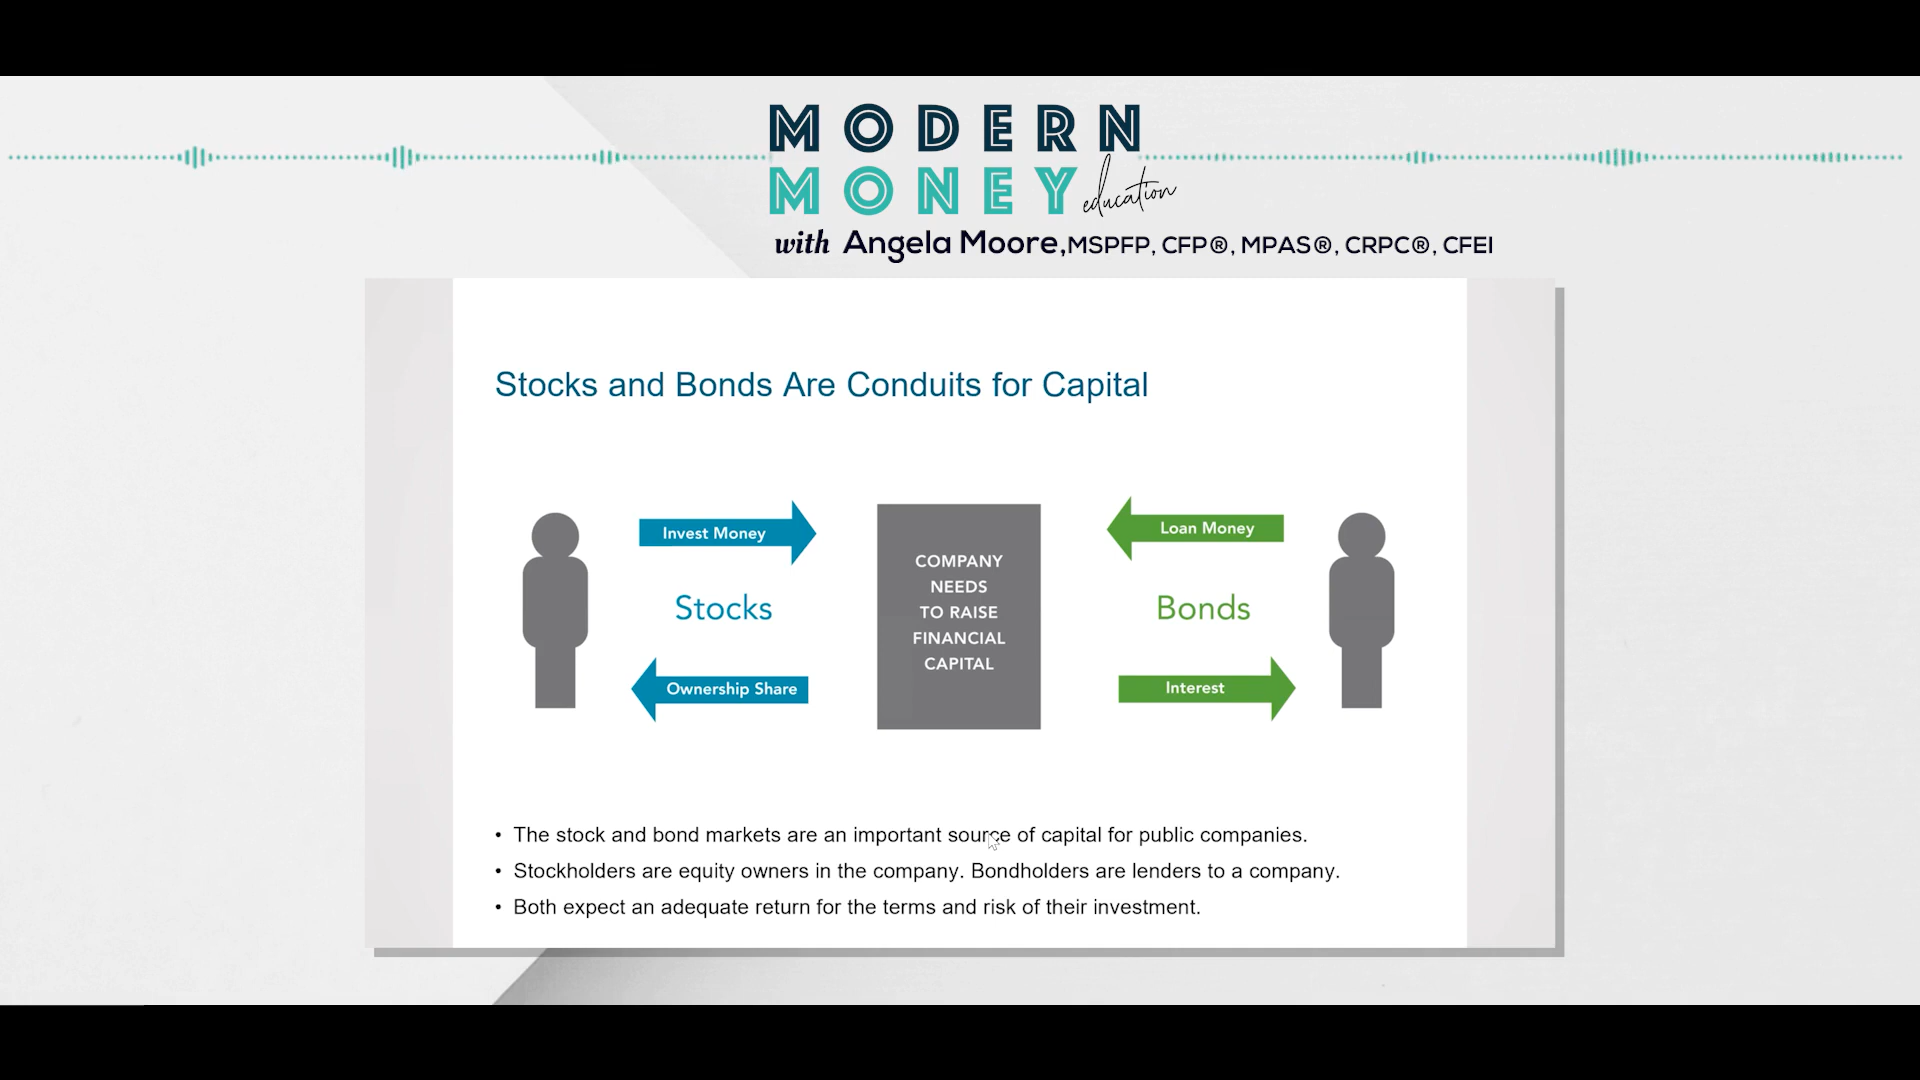 MODERN
MONEY education
with Angela Moore, MSPFP, CFP®, MPAS®, CRPC®, CFEI
Stocks and Bonds Are Conduits for Capital
Invest Money
Stocks
Ownership Share
COMPANY
NEEDS
TO RAISE
FINANCIAL
CAPITAL
Loan Money
Bonds
Interest
• The stock and bond markets are an important source of capital for public companies.
• Stockholders are equity owners in the company. Bondholders are lenders to a company.
• Both expect an adequate return for the terms and risk of their investment.